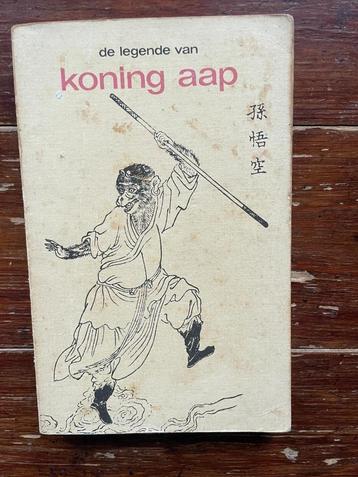 de legende van
koning aap
孫悟空